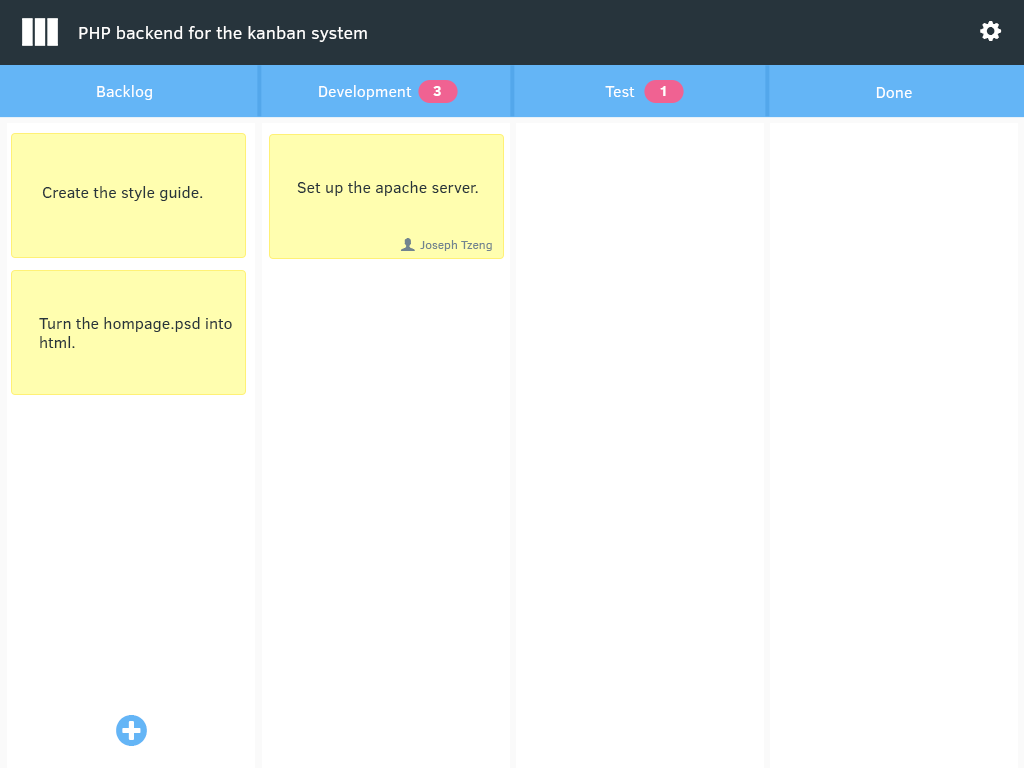 PHP backend for the kanban system
Backlog
Development 3
Test 1
Done
Create the style guide.
Set up the apache server.
Joseph Tzeng
Turn the hompage.psd into
html.